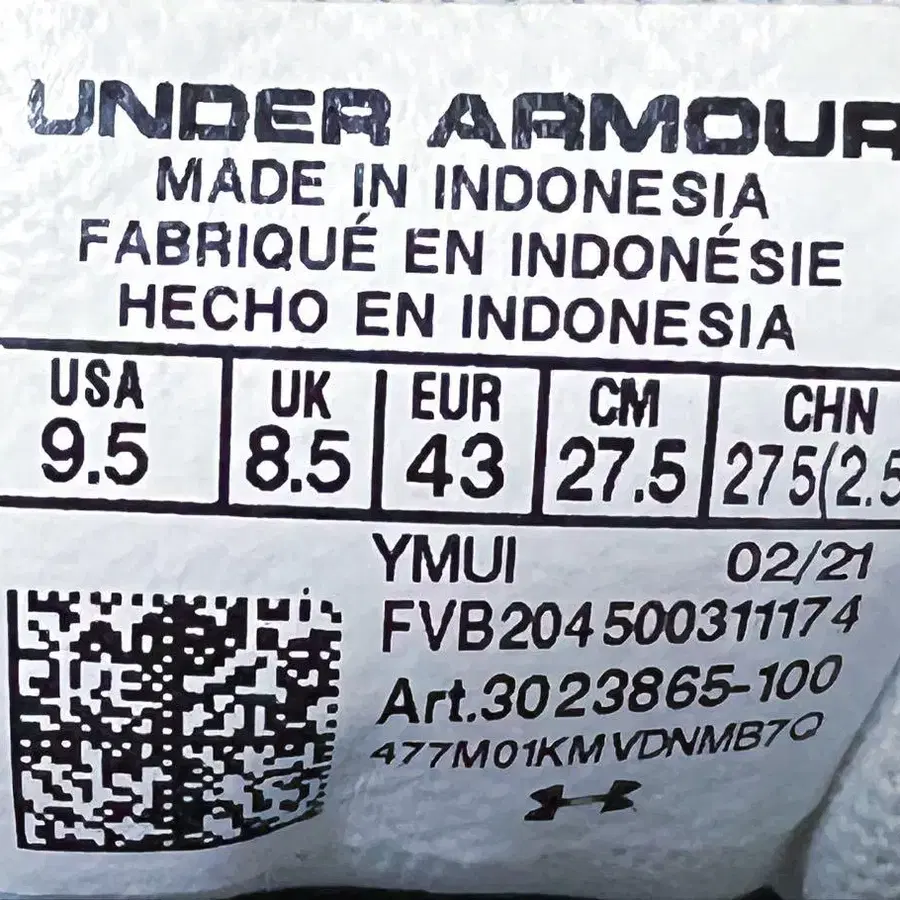 UNDER ARMOUR
MADE IN INDONESIA
FABRIQUÉ EN INDONÉSIE
HECHO EN INDONESIA
USA UK EUR CM CHN
9.5 8.5 43 27.5 275(2.5
YMUI 02/21
FVB204500311174
Art.3023865-100
477M01KMVDNMB7Q